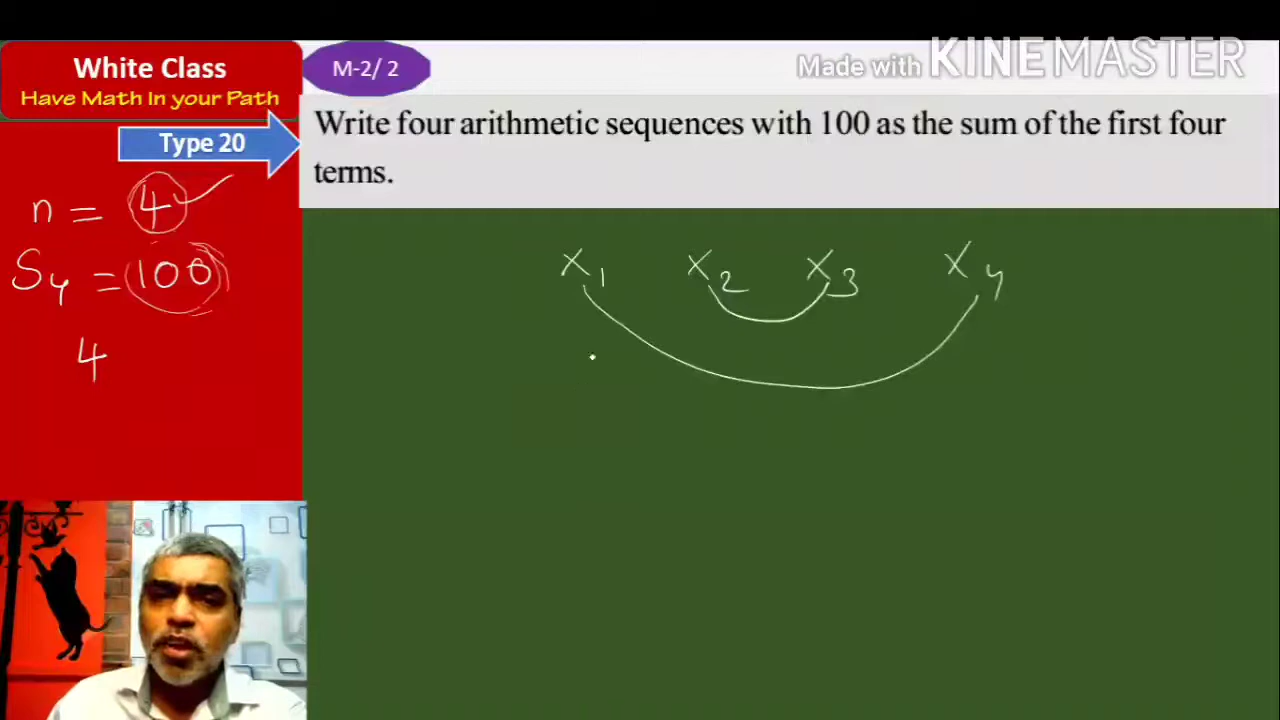 White Class
Have Math In your Path
M-2/ 2
Made with KINEMASTER
Type 20
Write four arithmetic sequences with 100 as the sum of the first four
terms.
n = 4
S4 = 100
4
x1 x2 x3 x4